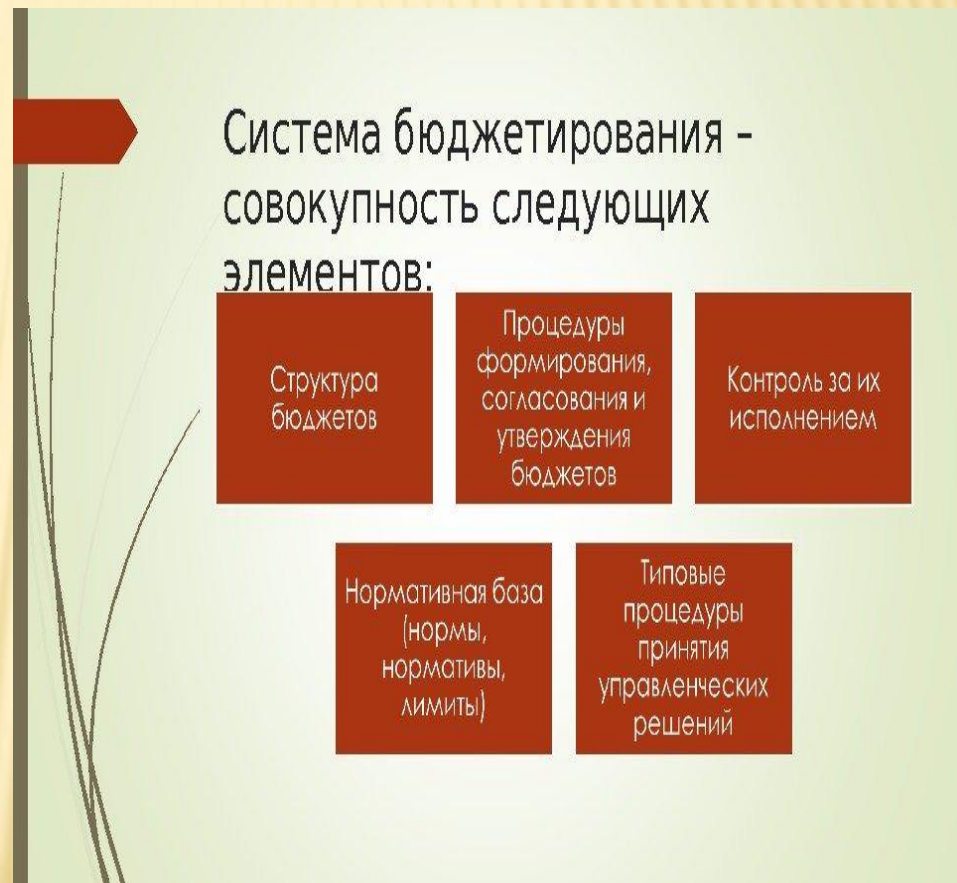 Система бюджетирования –
совокупность следующих
элементов:
Структура
бюджетов
Процедуры
формирования,
согласования и
утверждения
бюджетов
Контроль за их
исполнением
Нормативная база
(нормы,
нормативы,
лимиты)
Типовые
процедуры
принятия
управленческих
решений